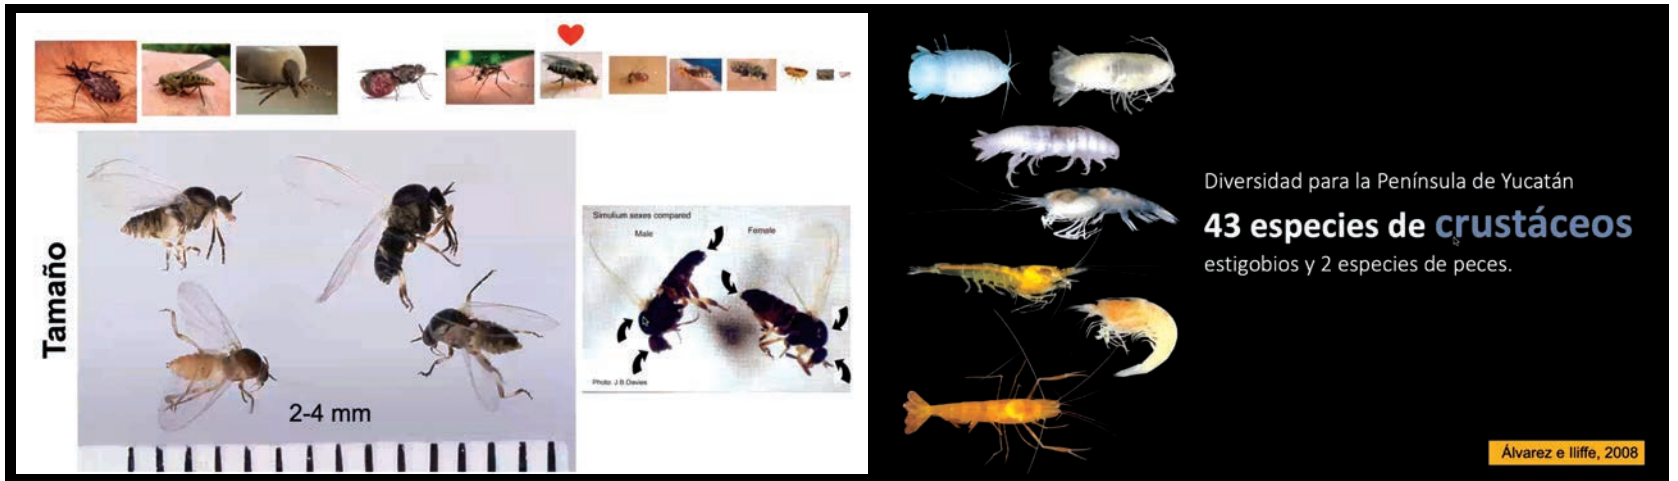 Tamaño
2-4 mm
Simulium sexes compared
Male
Female
Photo: J.B.Davies
Diversidad para la Península de Yucatán
43 especies de crustáceos
estigobios y 2 especies de peces.
Álvarez e Iliffe, 2008